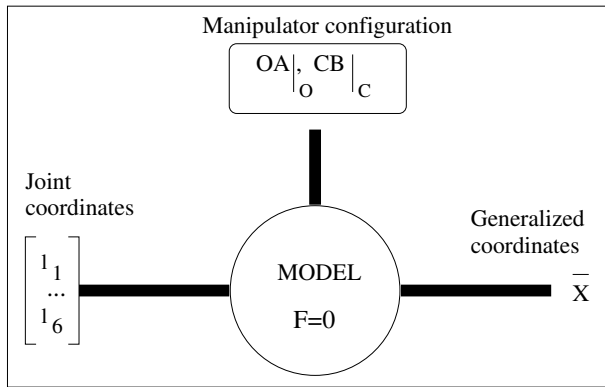 Manipulator configuration
OA|O, CB |C
Joint
coordinates
l1
...
l6
MODEL
F=0
Generalized
coordinates
X̅